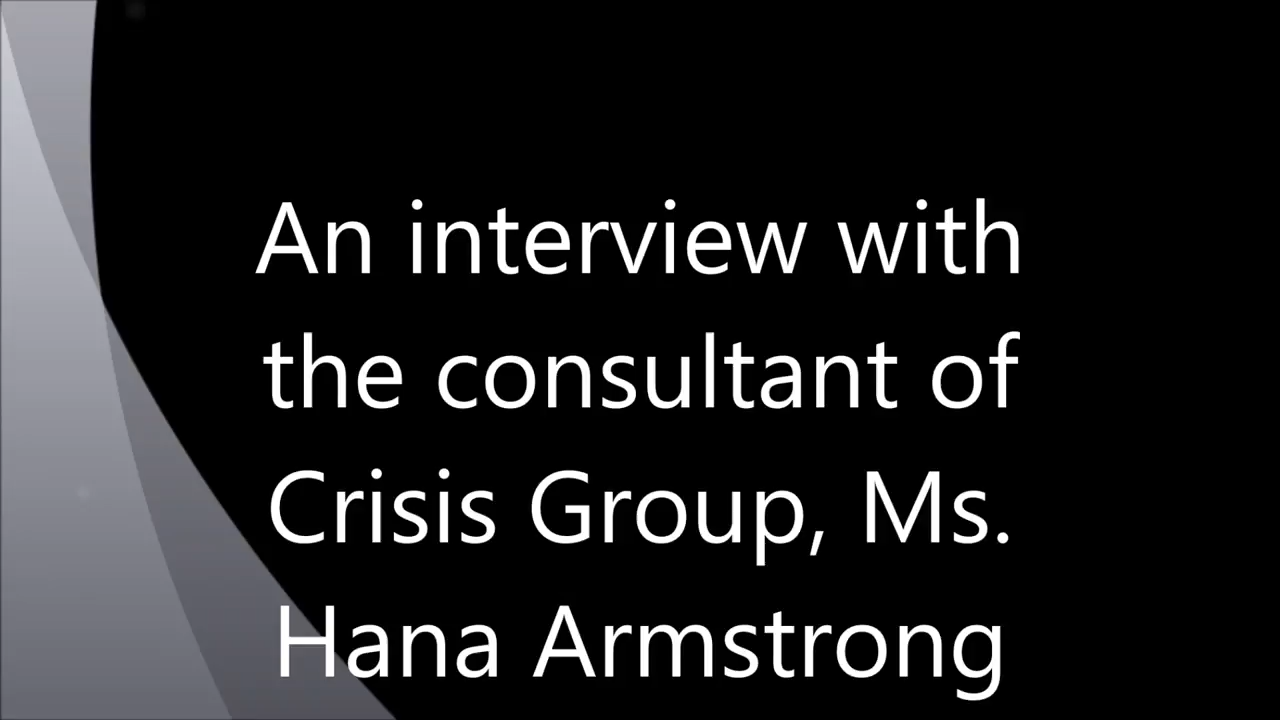 An interview with
the consultant of
Crisis Group, Ms.
Hana Armstrong